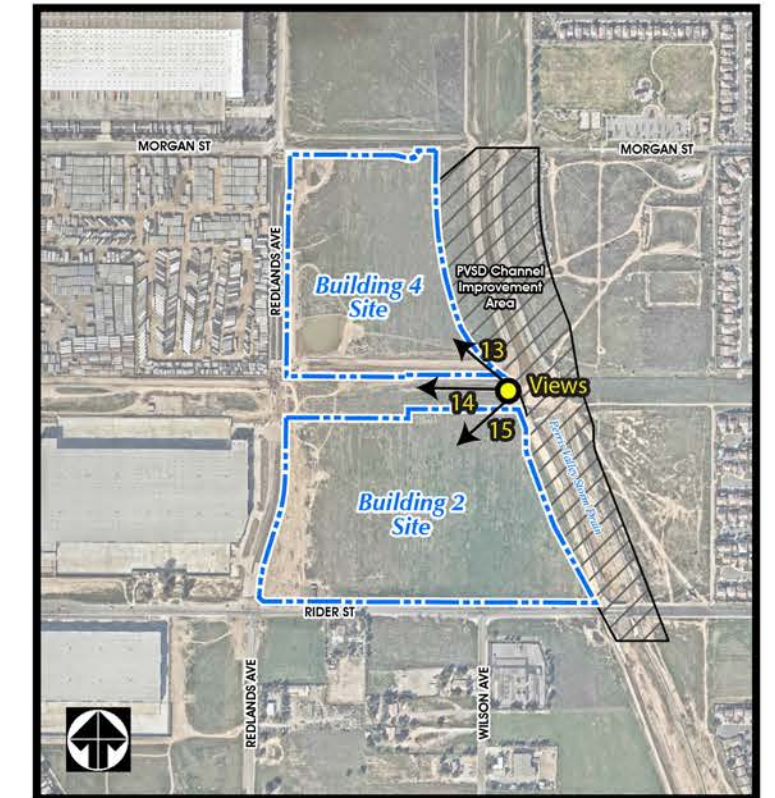 MORGAN ST
MORGAN ST
REDLANDS AVE
Building 4
Site
PVSD Channel
Improvement
Area
13
Views
14
15
Perris Valley Storm Drain
Building 2
Site
RIDER ST
REDLANDS AVE
WILSON AVE